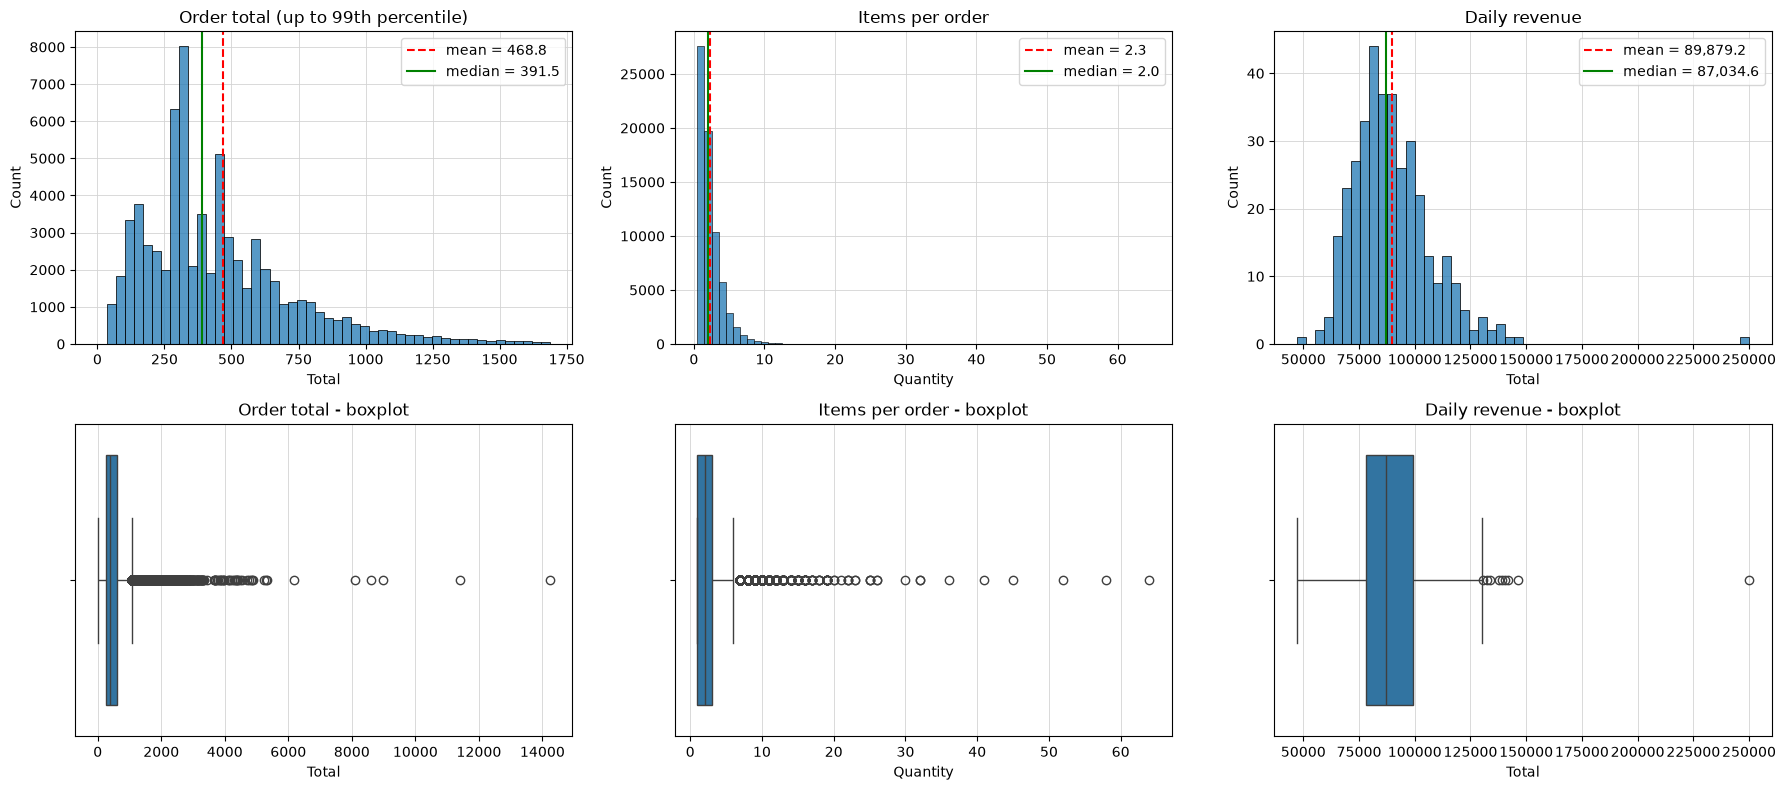 Order total (up to 99th percentile)
mean = 468.8
median = 391.5
Count
8000
7000
6000
5000
4000
3000
2000
1000
0
0 250 500 750 1000 1250 1500 1750
Total
Items per order
mean = 2.3
median = 2.0
Count
25000
20000
15000
10000
5000
0
0 10 20 30 40 50 60
Quantity
Daily revenue
mean = 89,879.2
median = 87,034.6
Count
40
30
20
10
0
50000 75000 100000 125000 150000 175000 200000 225000 250000
Total
Order total - boxplot
0 2000 4000 6000 8000 10000 12000 14000
Total
Items per order - boxplot
0 10 20 30 40 50 60
Quantity
Daily revenue - boxplot
50000 75000 100000 125000 150000 175000 200000 225000 250000
Total